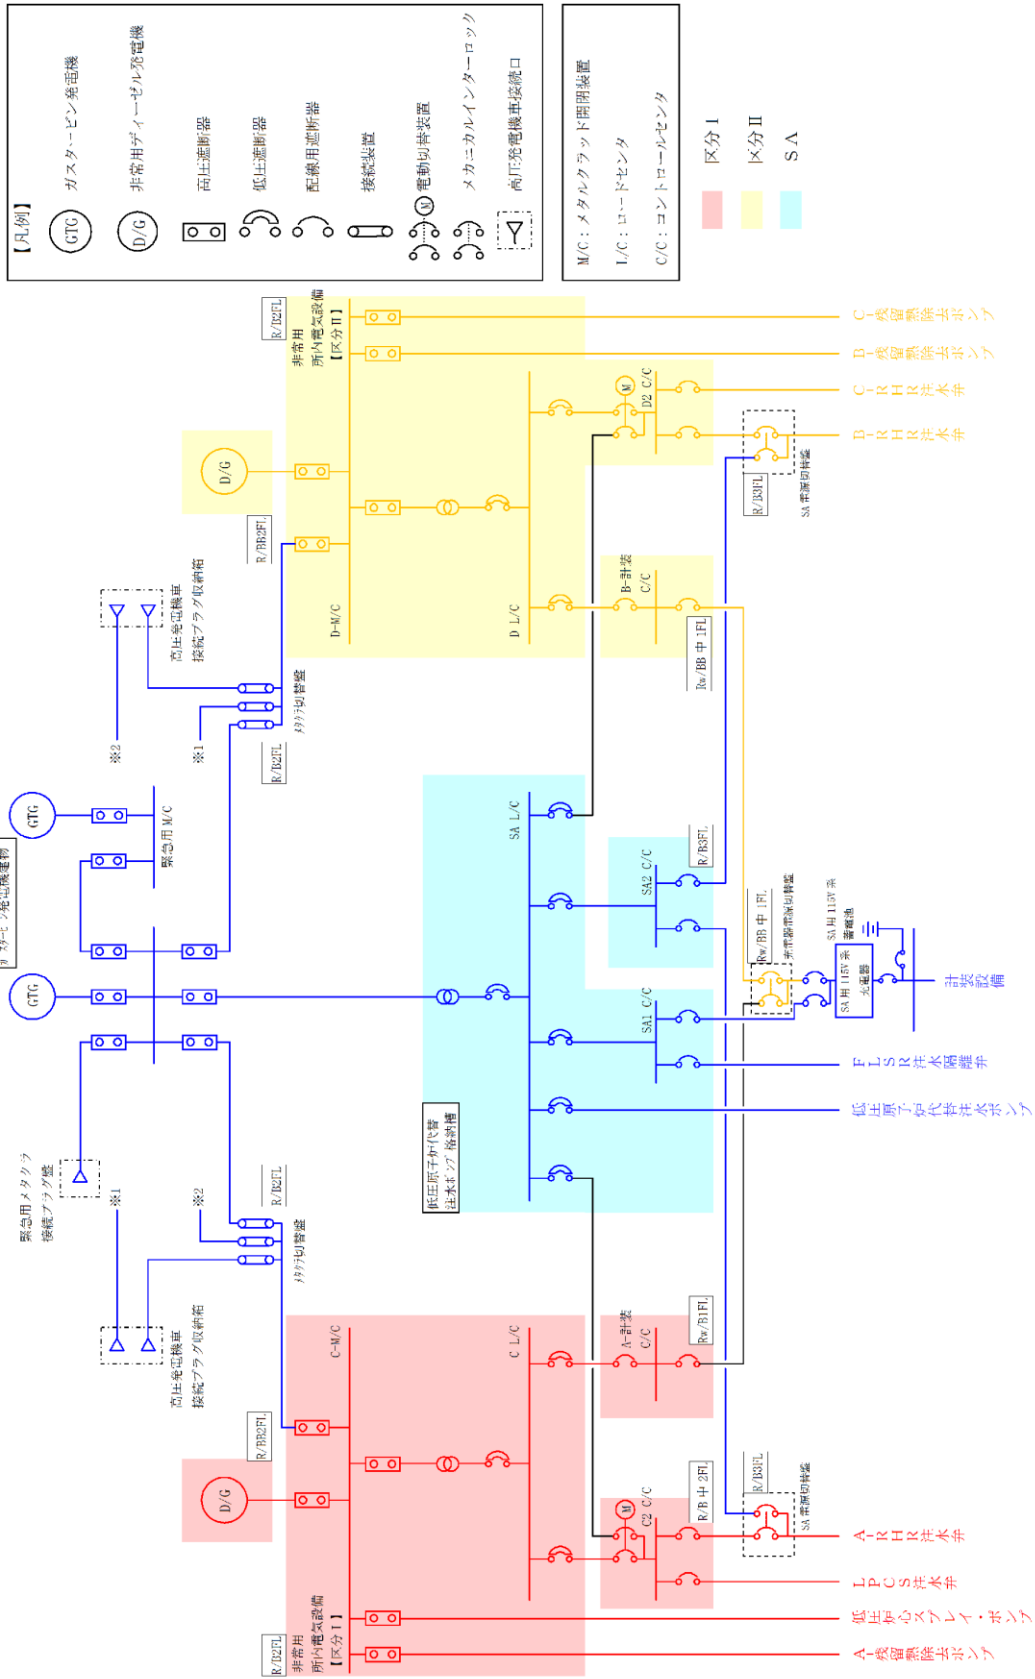 【凡例】
GTG
ガスタービン発電機
D/G
非常用ディーゼル発電機
高圧遮断器
低圧遮断器
配線用遮断器
接続装置
M
電動切替装置
メカニカルインターロック
高圧発電機車接続口
M/C：メタルクラッド開閉装置
L/C：ロードセンタ
C/C：コントロールセンタ
区分Ⅰ
区分Ⅱ
ＳＡ
GTG
GTG
緊急用M/C
緊急用メタクラ
接続プラグ盤
高圧発電機車
接続プラグ収納箱
※1
※2
メタクラ切替盤
R/B2FL
高圧発電機車
接続プラグ収納箱
※2
※1
メタクラ切替盤
R/B2FL
R/B2FL
非常用
所内電気設備
【区分Ⅰ】
D/G
R/BB2FL
C-M/C
C L/C
M
C2 C/C
R/B 中 2FL
A-計装
C/C
Rw/B1FL
R/B3FL
SA電源切替盤
低圧原子炉代替
注水ポンプ格納槽
SA L/C
SA1 C/C
SA2 C/C
R/B3FL
R/B2FL
非常用
所内電気設備
【区分Ⅱ】
D/G
R/BB2FL
D-M/C
D L/C
M
D2 C/C
B-計装
C/C
Rw/BB 中 1FL
R/B3FL
SA電源切替盤
Rw/BB 中 1FL
充電器電源切替盤
SA用115V系
充電器
SA用115V系
蓄電池
A-残留熱除去ポンプ
低圧炉心スプレイ・ポンプ
LPCS注水弁
A-RHR注水弁
低圧原子炉代替注水ポンプ
FLSR注水隔離弁
計装設備
B-RHR注水弁
C-RHR注水弁
B-残留熱除去ポンプ
C-残留熱除去ポンプ